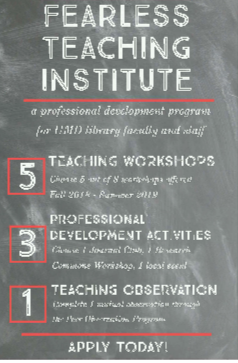 FEARLESS
TEACHING
INSTITUTE
a professional development program
for UMD library faculty and staff
5
TEACHING WORKSHOPS
Choose 5 out of 8 workshops offered
Fall 2018 - Summer 2019
3
PROFESSIONAL
DEVELOPMENT ACTIVITIES
Choose 1 Journal Club, 1 Research
Commons Workshop, 1 local event
1
TEACHING OBSERVATION
Complete 1 mutual observation through
the Peer Observation Program
APPLY TODAY!